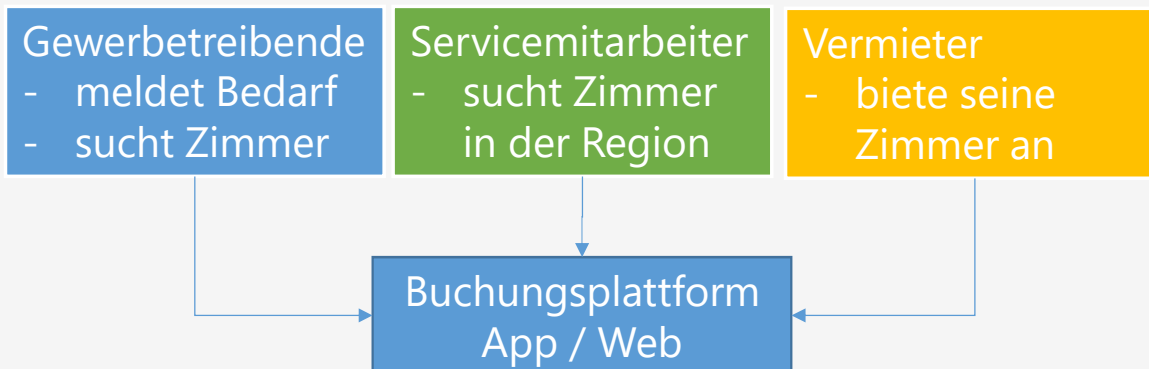 Gewerbetreibende
- meldet Bedarf
- sucht Zimmer
Servicemitarbeiter
- sucht Zimmer
in der Region
Vermieter
- biete seine
Zimmer an
Buchungsplattform
App / Web